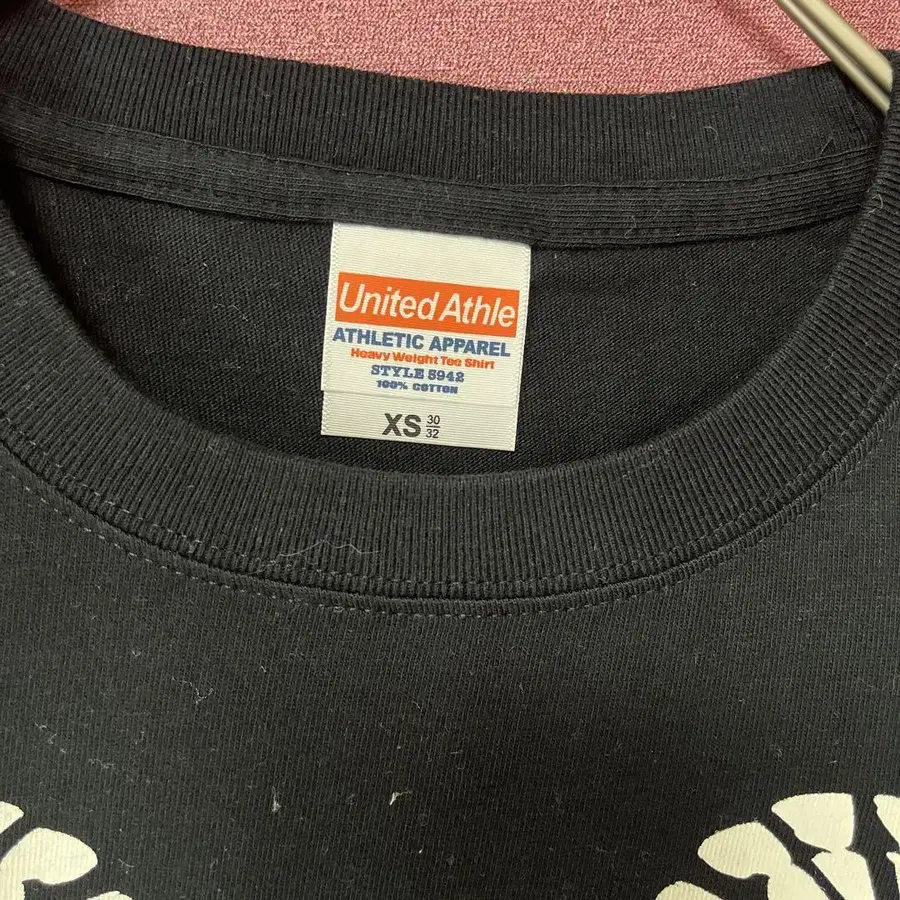 United Athle
ATHLETIC APPAREL
Heavy Weight Tee Shirt
STYLE 5942
100% COTTON
XS 30/32